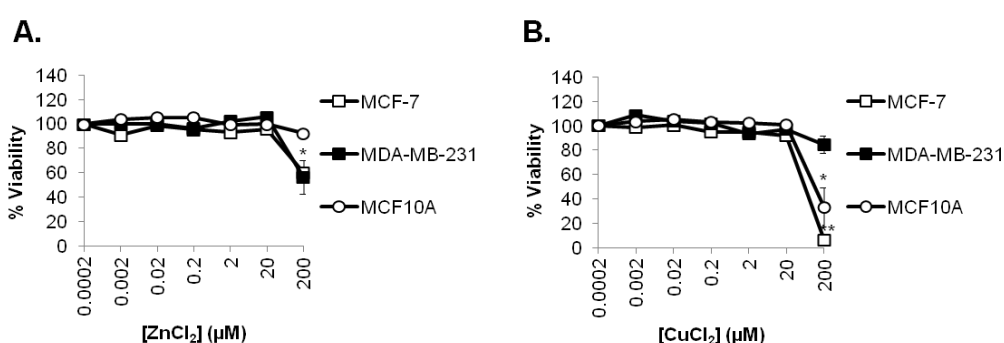 A.
140
120
100
80
60
40
20
0
% Viability
*
0.0002
0.002
0.02
0.2
2
20
200
[ZnCl₂] (µM)
MCF-7
MDA-MB-231
MCF10A
B.
140
120
100
80
60
40
20
0
% Viability
*
**
0.0002
0.002
0.02
0.2
2
20
200
[CuCl₂] (µM)
MCF-7
MDA-MB-231
MCF10A